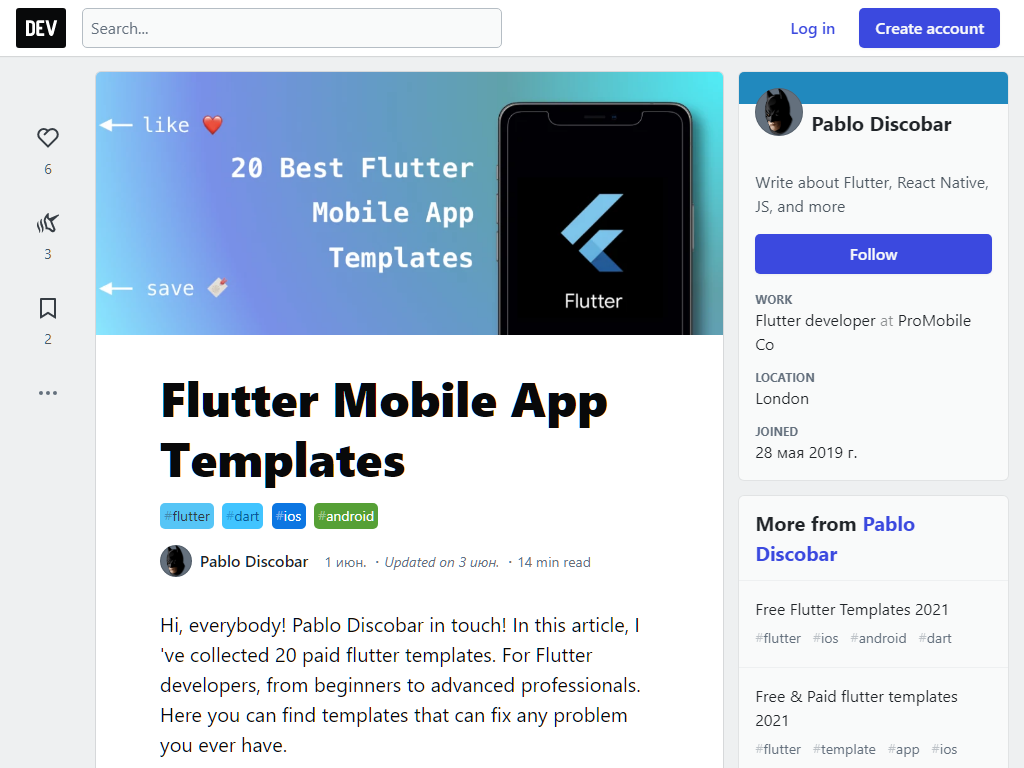 DEV
Search...
Log in
Create account
6
3
2
like
20 Best Flutter
Mobile App
Templates
save
Flutter
Flutter Mobile App
Templates
#flutter #dart #ios #android
Pablo Discobar 1 июн. · Updated on 3 июн. · 14 min read
Hi, everybody! Pablo Discobar in touch! In this article, I
've collected 20 paid flutter templates. For Flutter
developers, from beginners to advanced professionals.
Here you can find templates that can fix any problem
you ever have.
Pablo Discobar
Write about Flutter, React Native,
JS, and more
Follow
WORK
Flutter developer at ProMobile
Co
LOCATION
London
JOINED
28 мая 2019 г.
More from Pablo
Discobar
Free Flutter Templates 2021
#flutter #ios #android #dart
Free & Paid flutter templates
2021
#flutter #template #app #ios